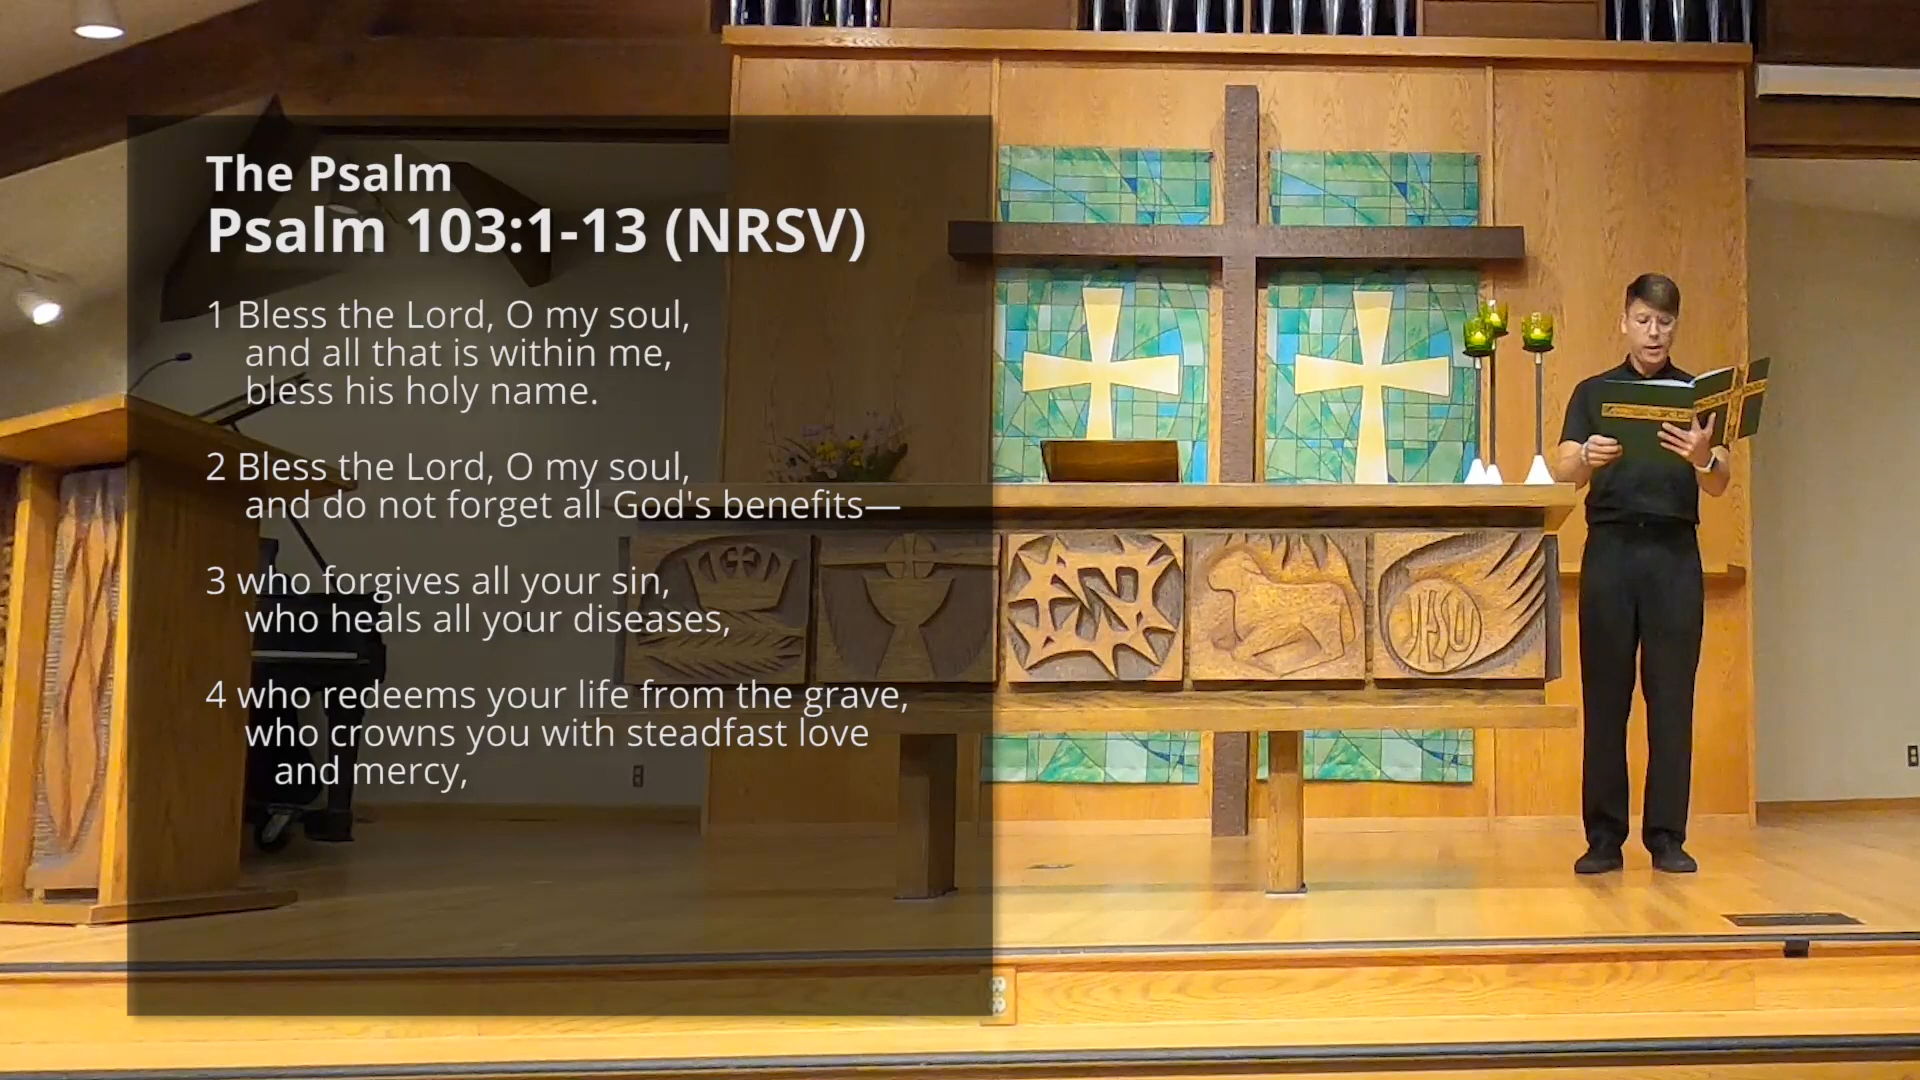 The Psalm
Psalm 103:1-13 (NRSV)
1 Bless the Lord, O my soul,
and all that is within me,
bless his holy name.
2 Bless the Lord, O my soul,
and do not forget all God's benefits—
3 who forgives all your sin,
who heals all your diseases,
4 who redeems your life from the grave,
who crowns you with steadfast love
and mercy,
JESU